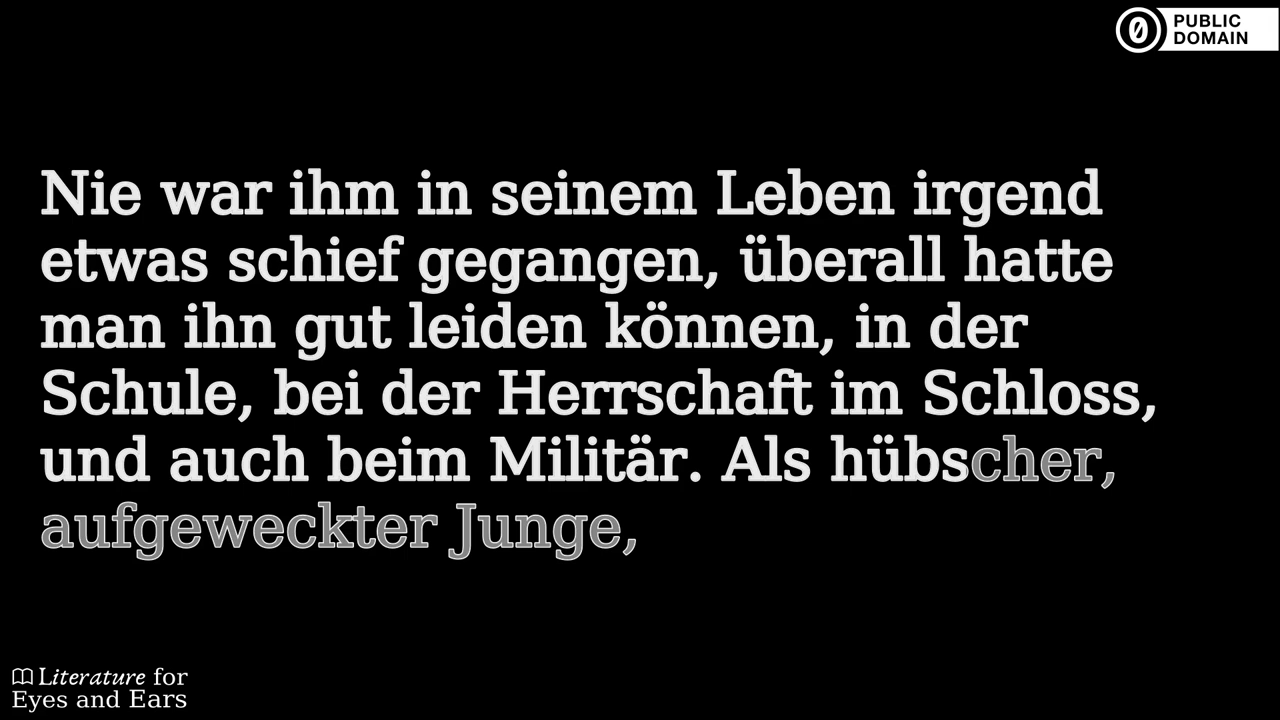 PUBLIC
DOMAIN
Nie war ihm in seinem Leben irgend
etwas schief gegangen, überall hatte
man ihn gut leiden können, in der
Schule, bei der Herrschaft im Schloss,
und auch beim Militär. Als hübscher,
aufgeweckter Junge,
Literature for
Eyes and Ears